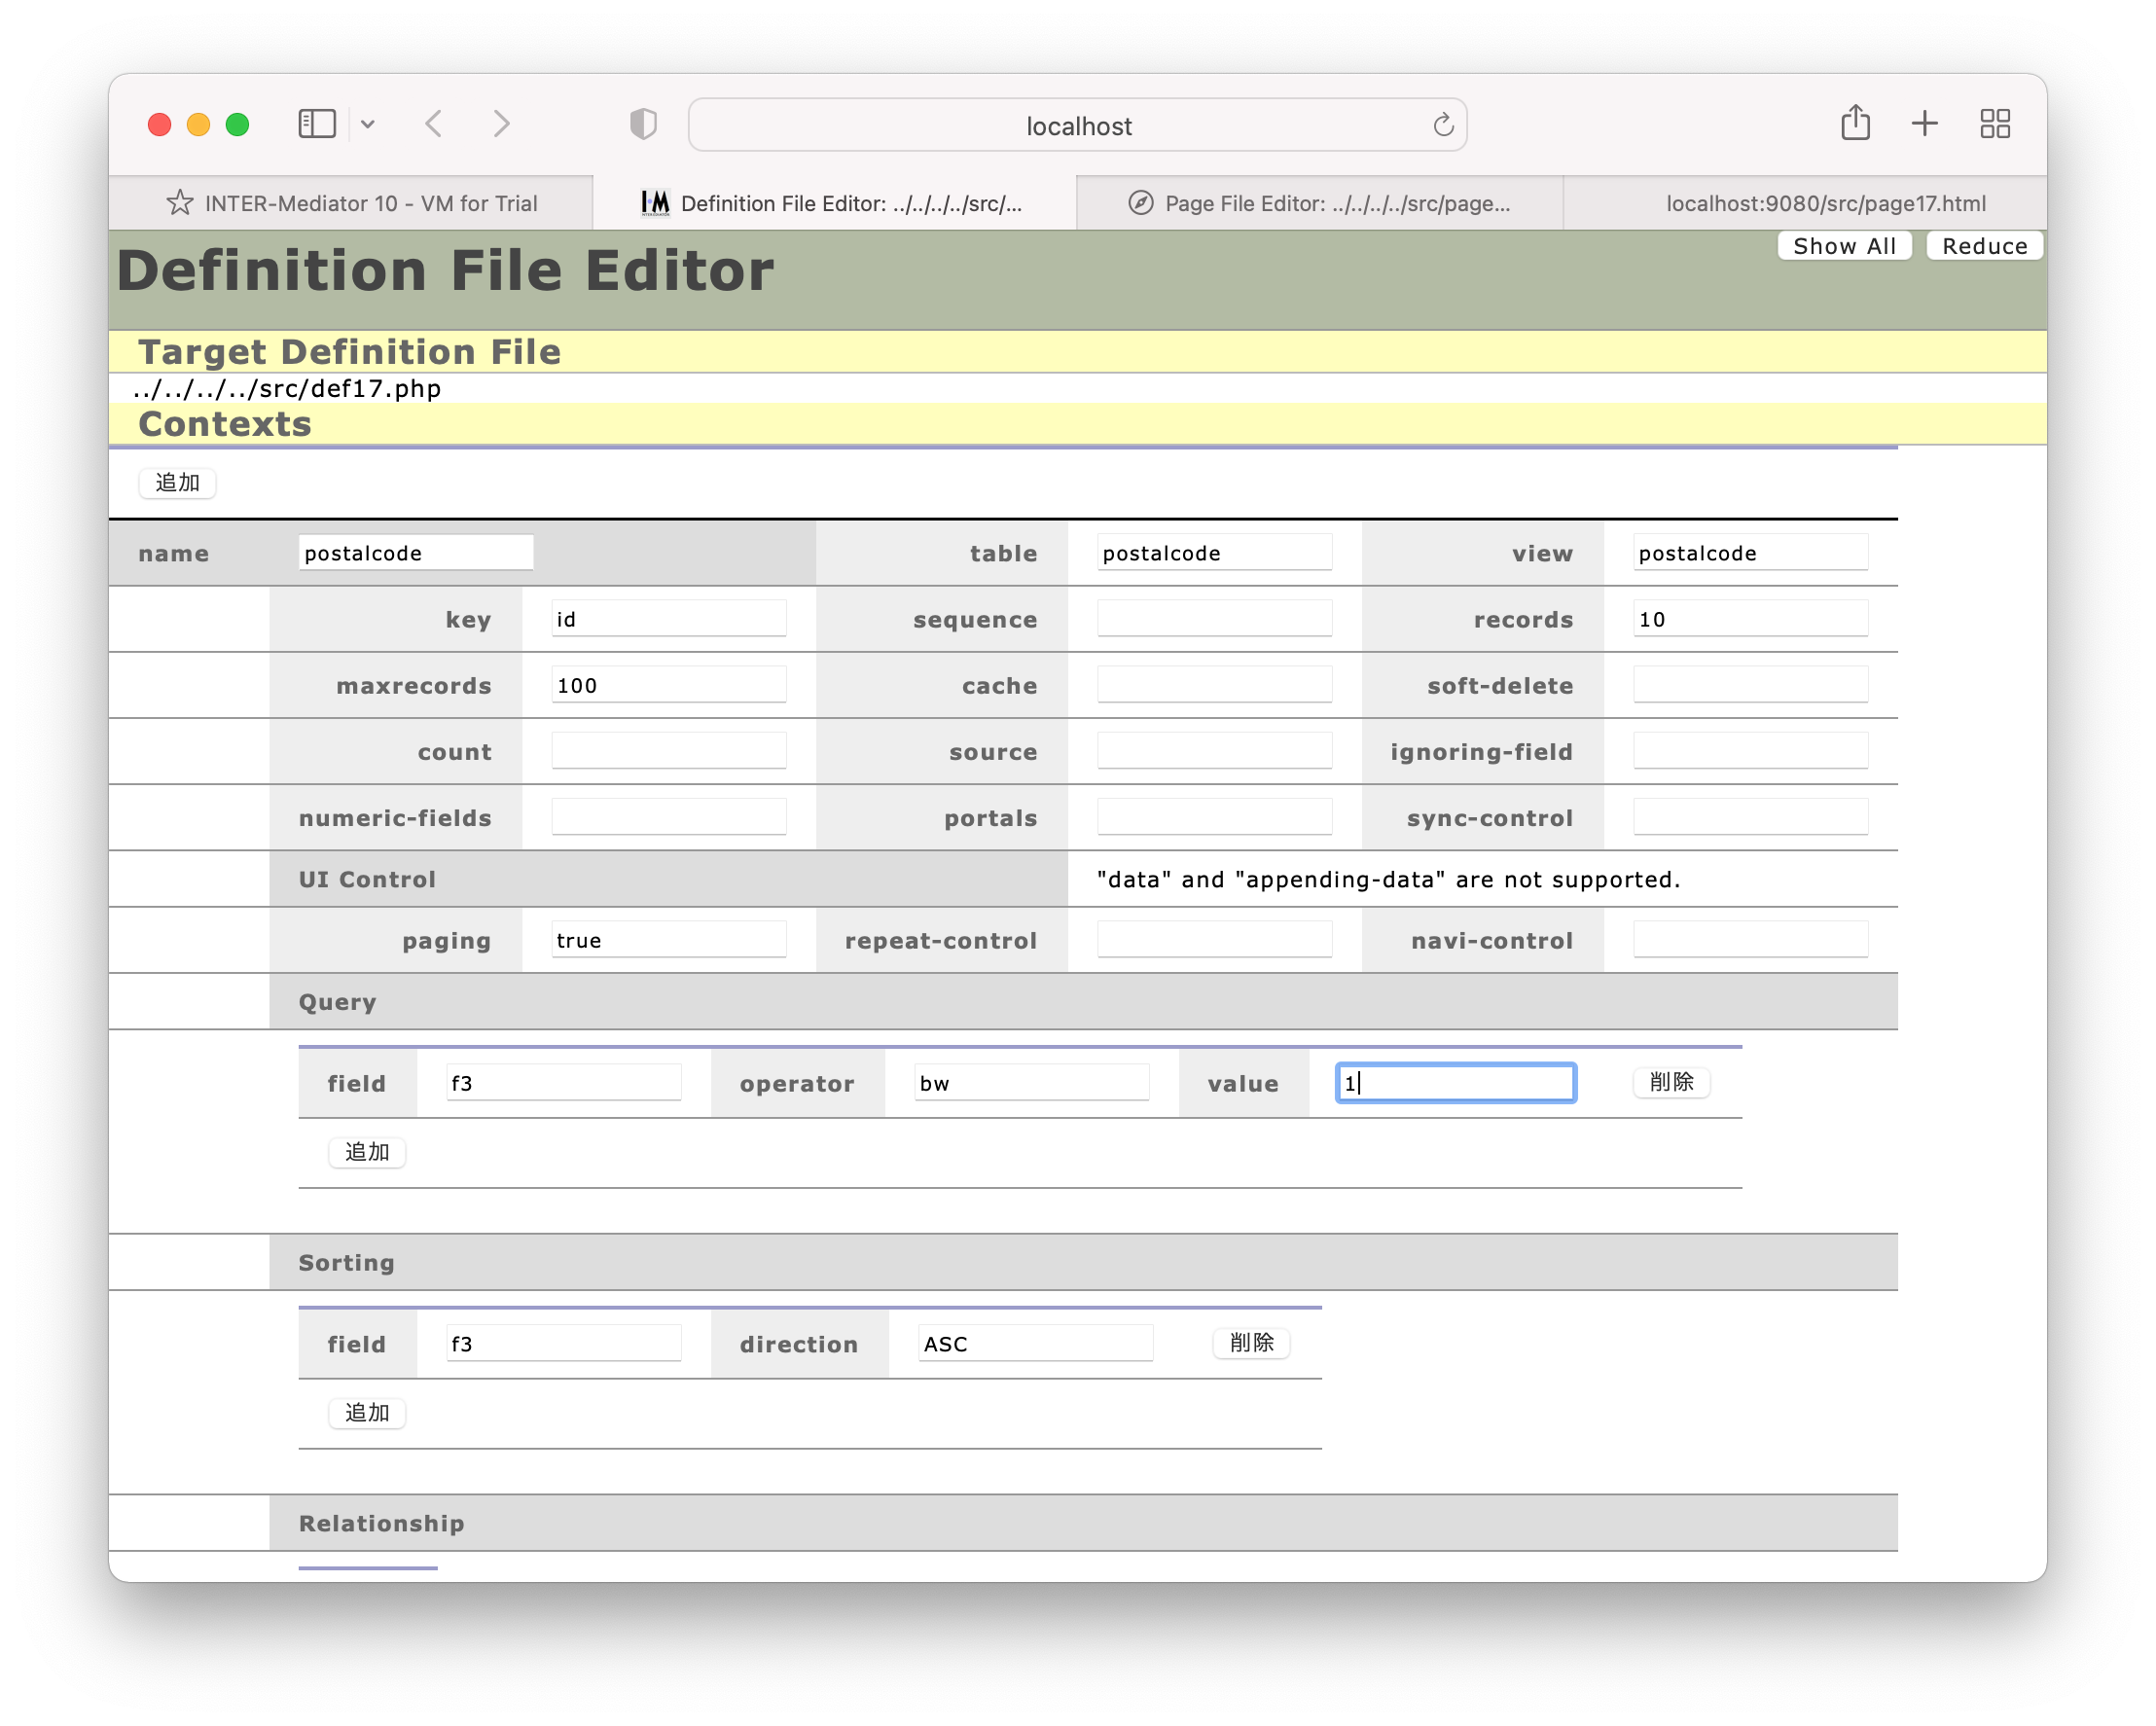 localhost
INTER-Mediator 10 - VM for Trial
Definition File Editor: ../../../../src/...
Page File Editor: ../../../../src/page...
localhost:9080/src/page17.html
Definition File Editor
Show All
Reduce
Target Definition File
../../../../src/def17.php
Contexts
追加
name postalcode table postalcode view postalcode
key id sequence records 10
maxrecords 100 cache soft-delete
count source ignoring-field
numeric-fields portals sync-control
UI Control "data" and "appending-data" are not supported.
paging true repeat-control navi-control
Query
field f3 operator bw value 1 削除
追加
Sorting
field f3 direction ASC 削除
追加
Relationship